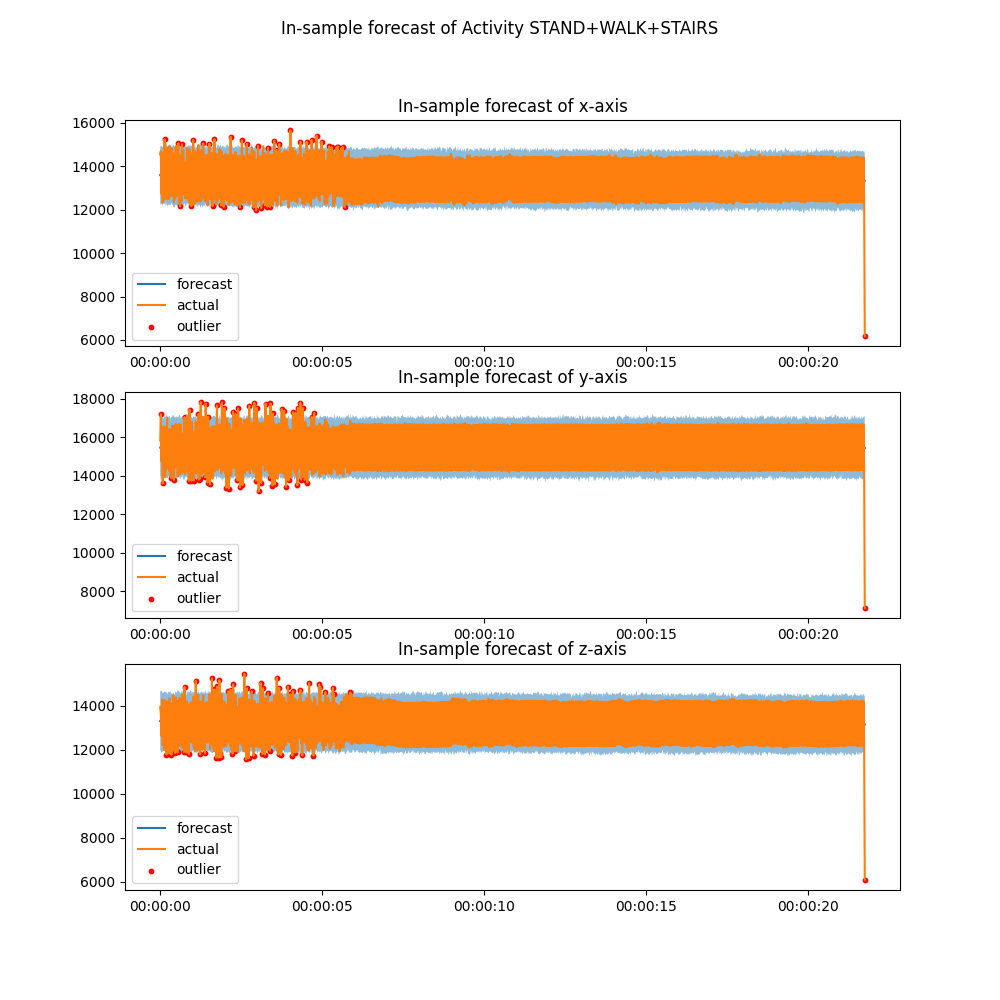 In-sample forecast of Activity STAND+WALK+STAIRS
In-sample forecast of x-axis
16000
14000
12000
10000
8000
6000
forecast
actual
outlier
00:00:00 00:00:05 00:00:10 00:00:15 00:00:20
In-sample forecast of y-axis
18000
16000
14000
12000
10000
8000
forecast
actual
outlier
00:00:00 00:00:05 00:00:10 00:00:15 00:00:20
In-sample forecast of z-axis
14000
12000
10000
8000
6000
forecast
actual
outlier
00:00:00 00:00:05 00:00:10 00:00:15 00:00:20